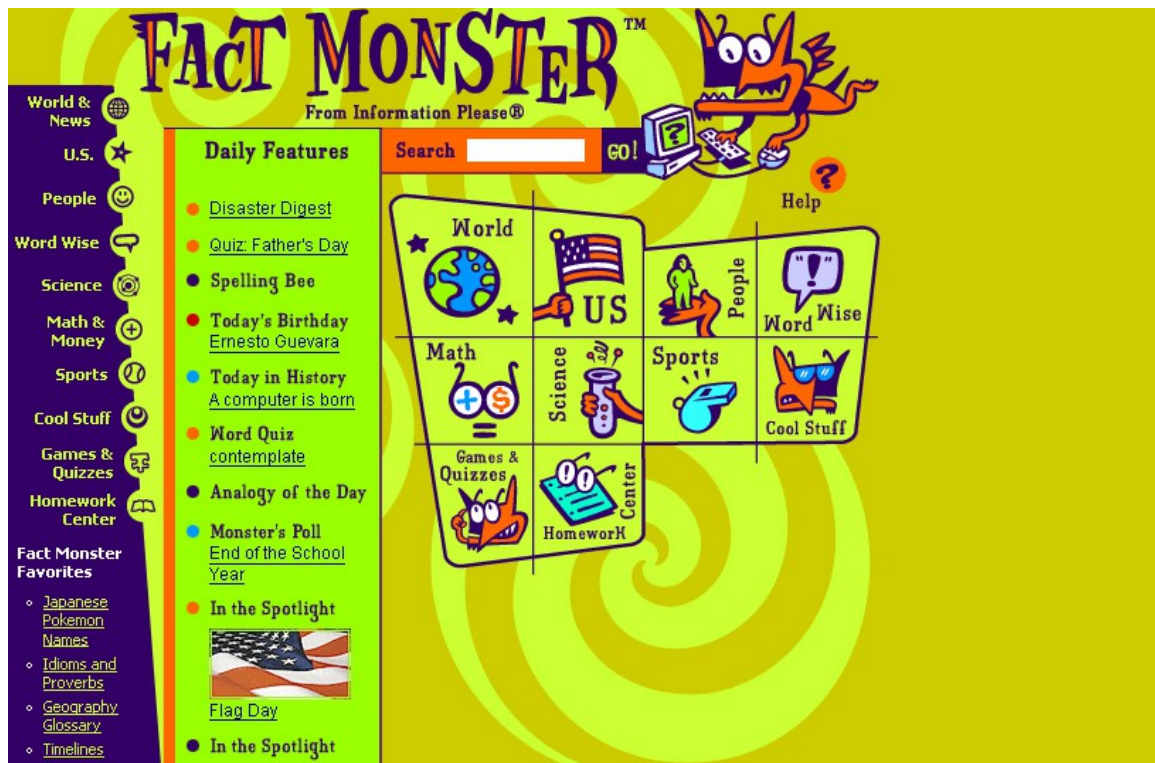 FACT MONSTER™
From Information Please®
World &
News
U.S.
People
Word Wise
Science
Math &
Money
Sports
Cool Stuff
Games &
Quizzes
Homework
Center
Fact Monster
Favorites
Japanese
Pokemon
Names
Idioms and
Proverbs
Geography
Glossary
Timelines
Daily Features
Disaster Digest
Quiz: Father's Day
Spelling Bee
Today's Birthday
Ernesto Guevara
Today in History
A computer is born
Word Quiz
contemplate
Analogy of the Day
Monster's Poll
End of the School
Year
In the Spotlight
Flag Day
In the Spotlight
Search
GO!
?
?
Help
World
US
People
"!"
Word Wise
Math
+ $
=
Science
Sports
Cool Stuff
Games &
Quizzes
! !
Homework
Center